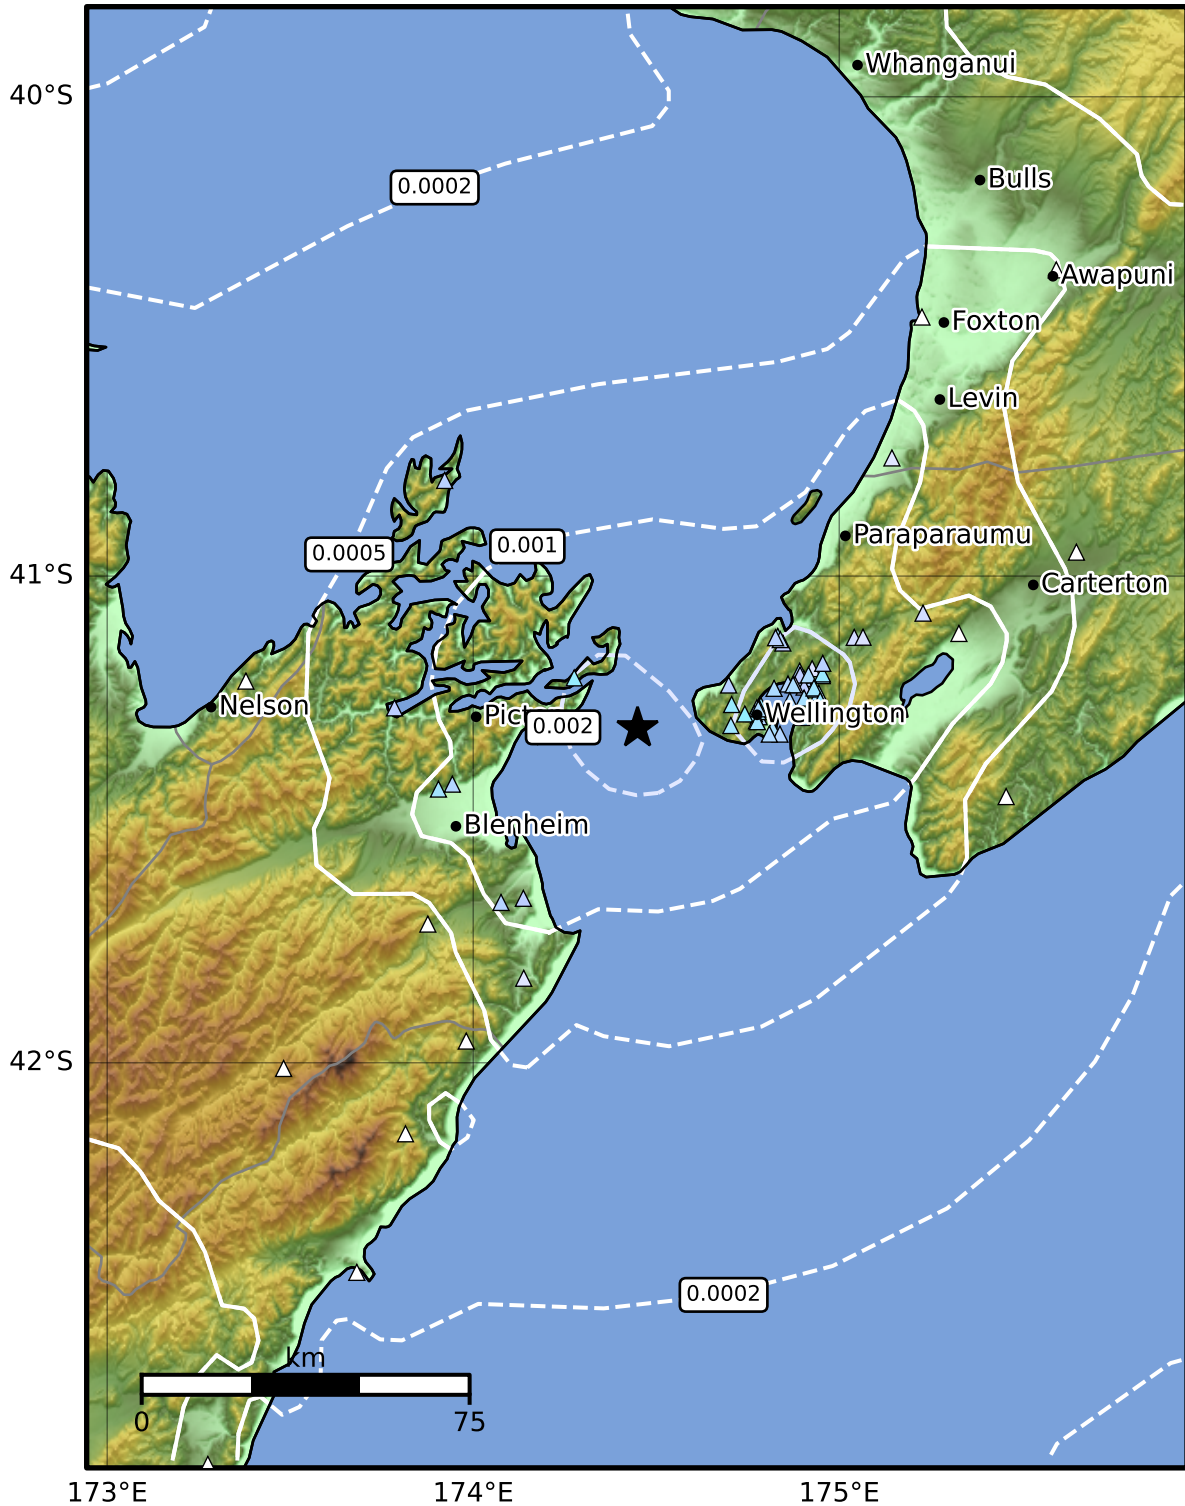 Whanganui
40°S
Bulls
0.0002
Awapuni
Foxton
Levin
Paraparaumu
0.001
0.0005
41°S
Carterton
Nelson
Wellington
Pict
0.002
Blenheim
42°S
0.0002
km
0
75
173°E
174°E
175°E